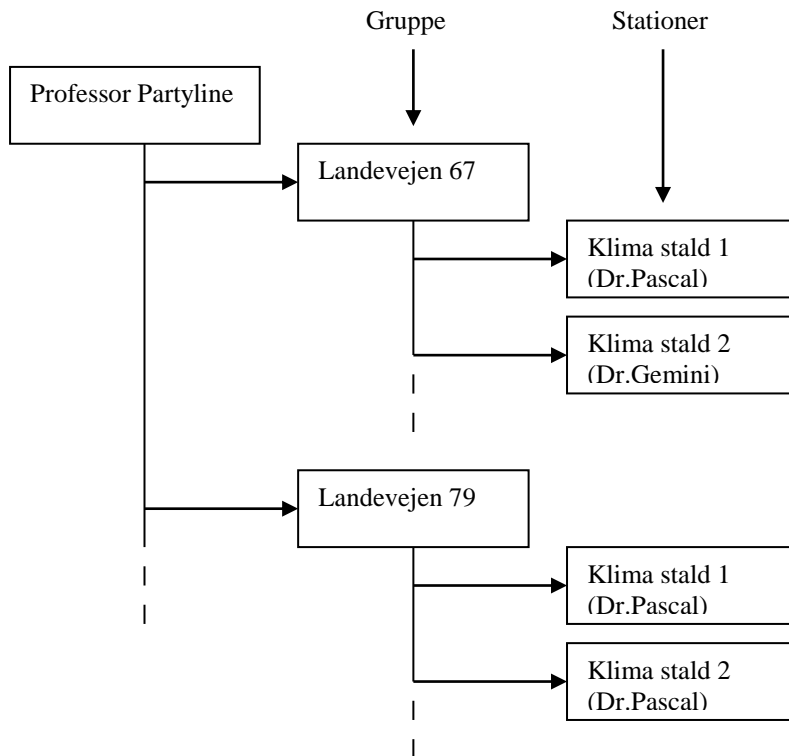 Gruppe
Stationer
Professor Partyline
Landevejen 67
Klima stald 1
(Dr.Pascal)
Klima stald 2
(Dr.Gemini)
Landevejen 79
Klima stald 1
(Dr.Pascal)
Klima stald 2
(Dr.Pascal)